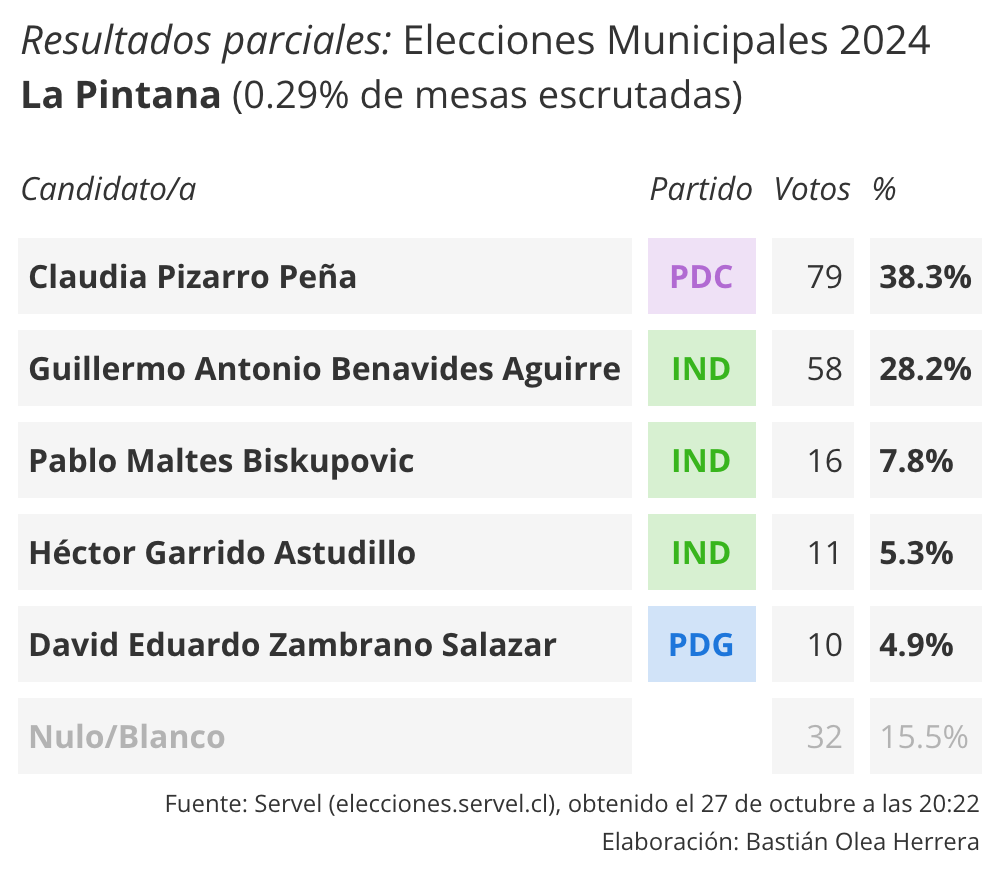 Resultados parciales: Elecciones Municipales 2024
La Pintana (0.29% de mesas escrutadas)
Candidato/a Partido Votos %
Claudia Pizarro Peña PDC 79 38.3%
Guillermo Antonio Benavides Aguirre IND 58 28.2%
Pablo Maltes Biskupovic IND 16 7.8%
Héctor Garrido Astudillo IND 11 5.3%
David Eduardo Zambrano Salazar PDG 10 4.9%
Nulo/Blanco 32 15.5%
Fuente: Servel (elecciones.servel.cl), obtenido el 27 de octubre a las 20:22
Elaboración: Bastián Olea Herrera